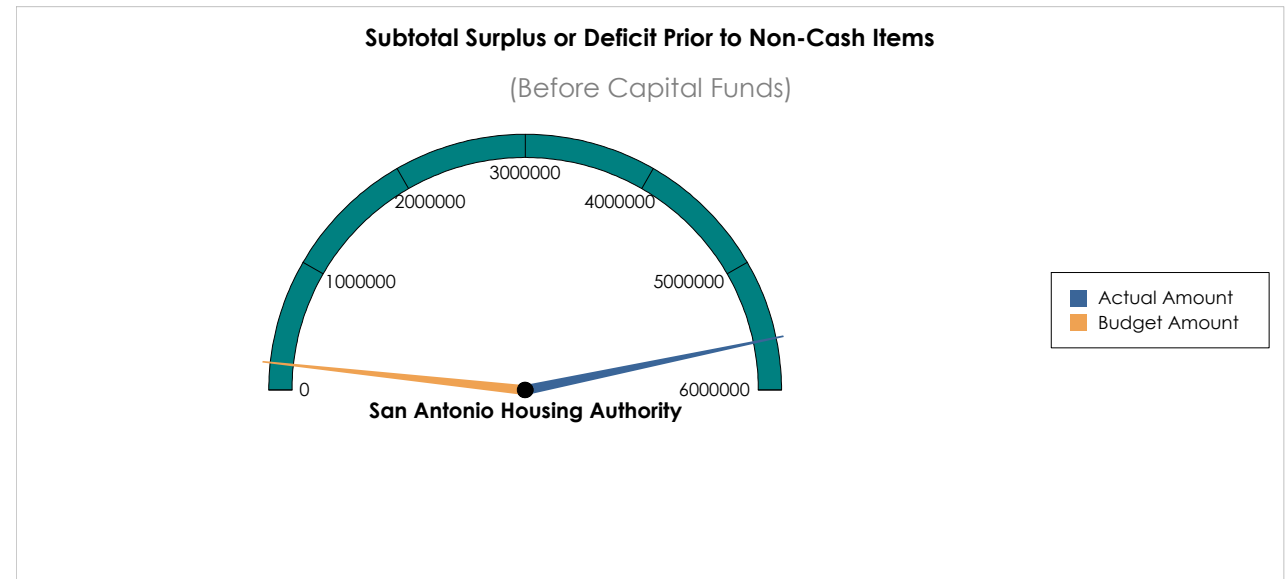 Subtotal Surplus or Deficit Prior to Non-Cash Items
(Before Capital Funds)
3000000
2000000
4000000
1000000
5000000
0
6000000
San Antonio Housing Authority
Actual Amount
Budget Amount